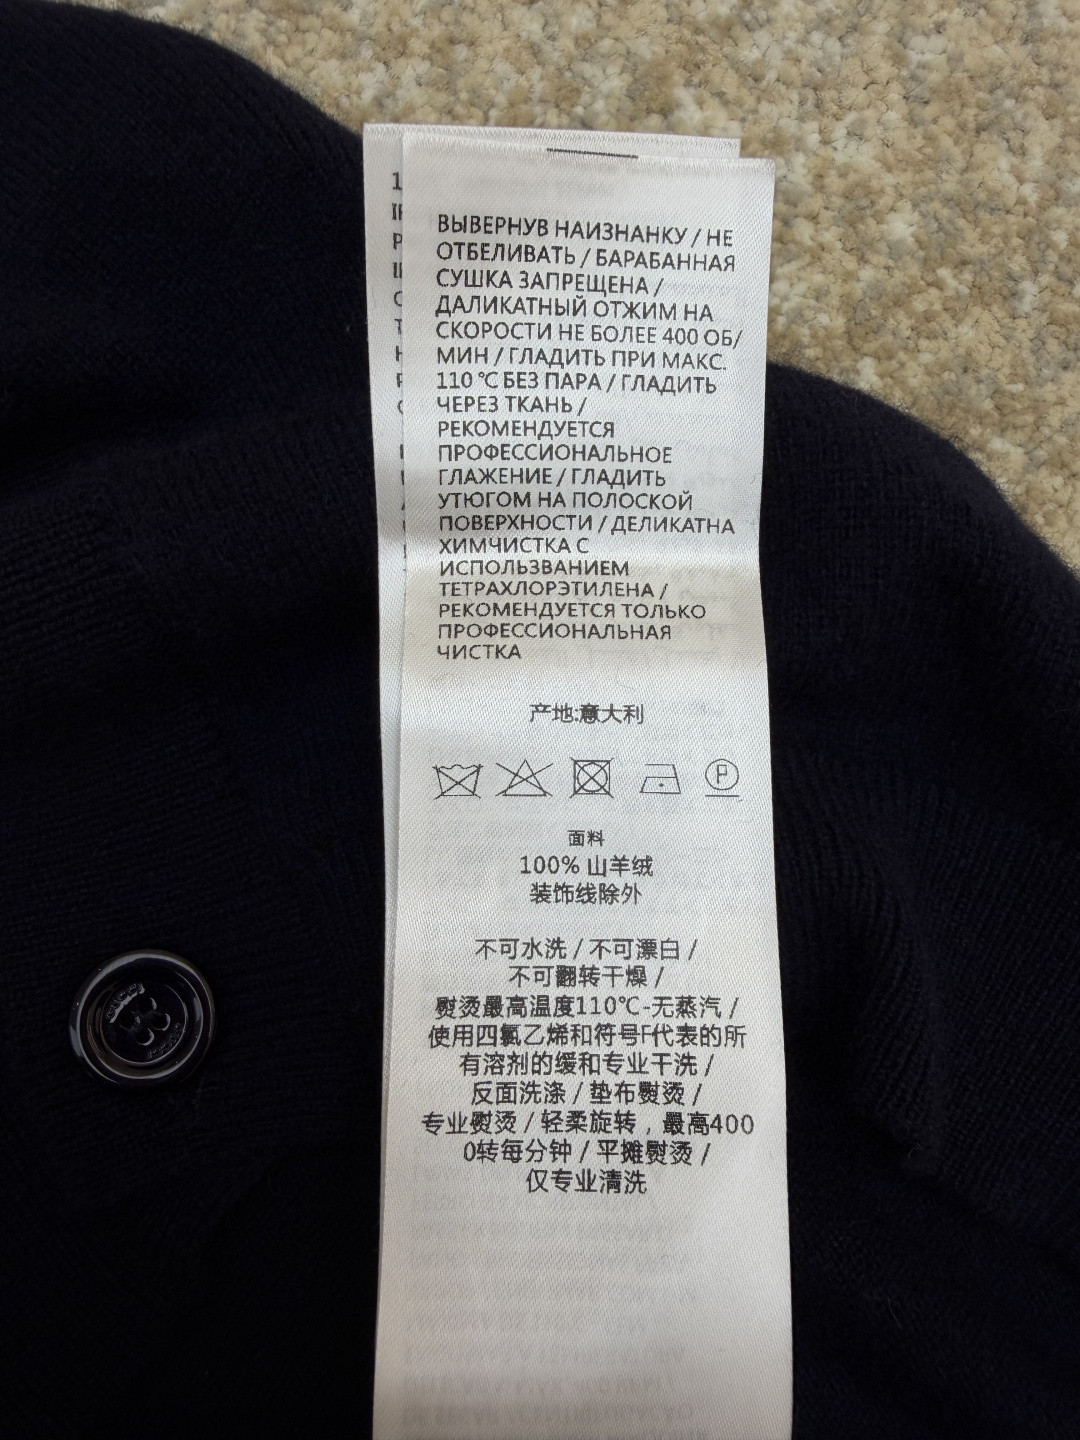 ВЫВЕРНУВ НАИЗНАНКУ / НЕ
ОТБЕЛИВАТЬ / БАРАБАННАЯ
СУШКА ЗАПРЕЩЕНА /
ДАЛИКАТНЫЙ ОТЖИМ НА
СКОРОСТИ НЕ БОЛЕЕ 400 ОБ/
МИН / ГЛАДИТЬ ПРИ МАКС.
110 °C БЕЗ ПАРА / ГЛАДИТЬ
ЧЕРЕЗ ТКАНЬ /
РЕКОМЕНДУЕТСЯ
ПРОФЕССИОНАЛЬНОЕ
ГЛАЖЕНИЕ / ГЛАДИТЬ
УТЮГОМ НА ПОЛОСКОЙ
ПОВЕРХНОСТИ / ДЕЛИКАТНА
ХИМЧИСТКА С
ИСПОЛЬЗВАНИЕМ
ТЕТРАХЛОРЭТИЛЕНА /
РЕКОМЕНДУЕТСЯ ТОЛЬКО
ПРОФЕССИОНАЛЬНАЯ
ЧИСТКА
产地:意大利
P
面料
100% 山羊绒
装饰线除外
不可水洗 / 不可漂白 /
不可翻转干燥 /
熨烫最高温度110℃-无蒸汽 /
使用四氯乙烯和符号F代表的所
有溶剂的缓和专业干洗 /
反面洗涤 / 垫布熨烫 /
专业熨烫 / 轻柔旋转，最高400
0转每分钟 / 平摊熨烫 /
仅专业清洗